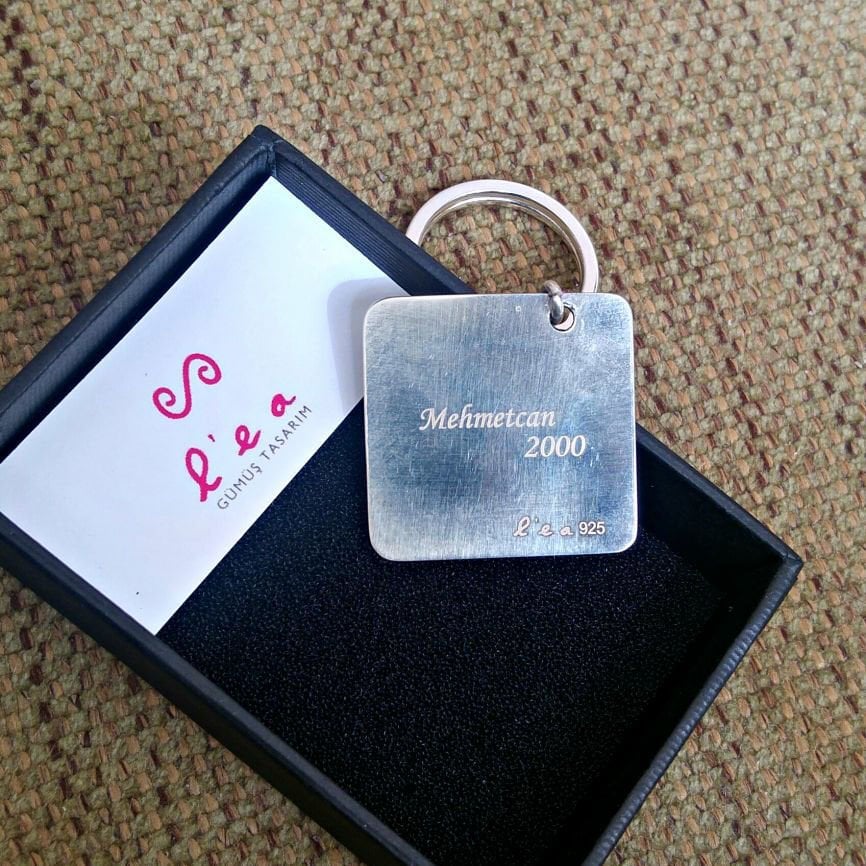 l'ea
GÜMÜŞ TASARIM
Mehmetcan
2000
l'ea 925